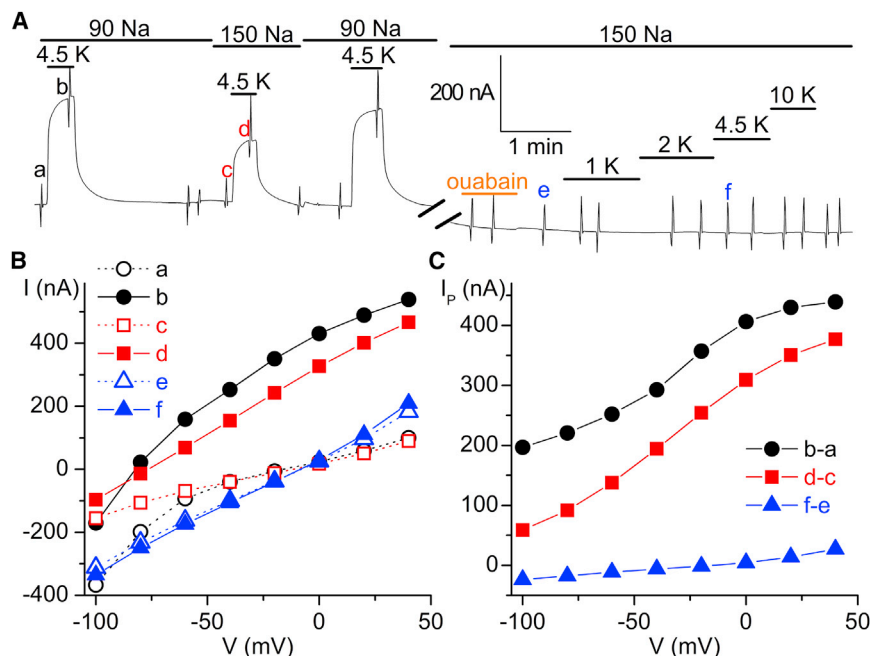 A
90 Na
150 Na
90 Na
150 Na
4.5 K
4.5 K
4.5 K
10 K
4.5 K
2 K
1 K
200 nA
1 min
b
a
d
c
ouabain
e
f
B
I (nA)
a
b
c
d
e
f
400
200
0
-200
-400
-100
-50
0
50
V (mV)
C
I_P (nA)
400
300
200
100
0
b-a
d-c
f-e
-100
-50
0
50
V (mV)